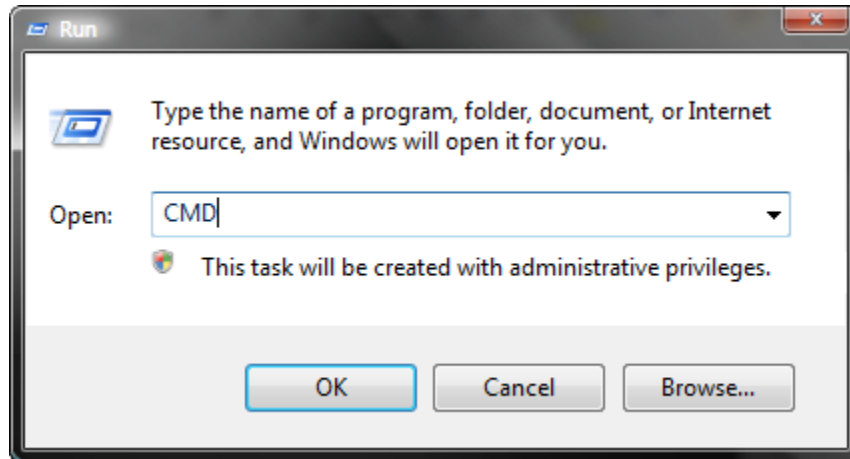 Run
Type the name of a program, folder, document, or Internet
resource, and Windows will open it for you.
Open: CMD
This task will be created with administrative privileges.
OK Cancel Browse...